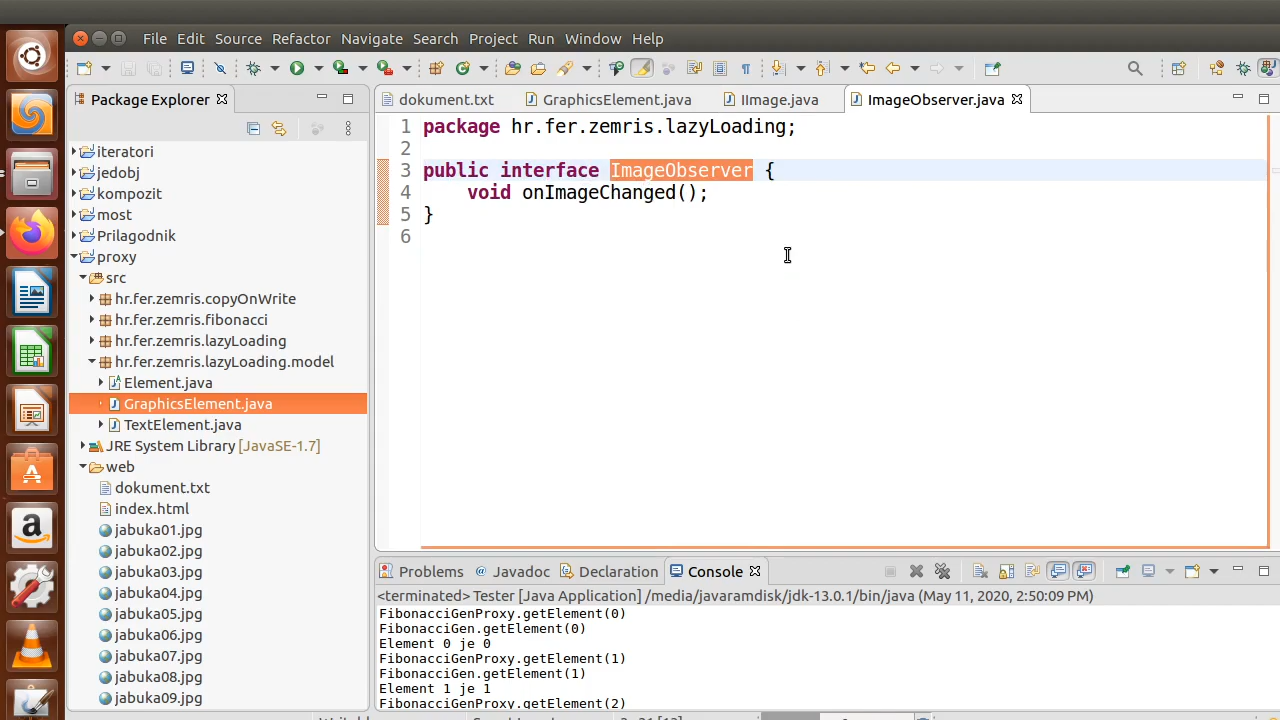 File Edit Source Refactor Navigate Search Project Run Window Help
Package Explorer
dokument.txt GraphicsElement.java IImage.java ImageObserver.java
iteratori
jedobj
kompozit
most
Prilagodnik
proxy
src
hr.fer.zemris.copyOnWrite
hr.fer.zemris.fibonacci
hr.fer.zemris.lazyLoading
hr.fer.zemris.lazyLoading.model
Element.java
GraphicsElement.java
TextElement.java
JRE System Library [JavaSE-1.7]
web
dokument.txt
index.html
jabuka01.jpg
jabuka02.jpg
jabuka03.jpg
jabuka04.jpg
jabuka05.jpg
jabuka06.jpg
jabuka07.jpg
jabuka08.jpg
jabuka09.jpg
1 package hr.fer.zemris.lazyLoading;
2
3 public interface ImageObserver {
4 void onImageChanged();
5 }
6
Problems @ Javadoc Declaration Console
<terminated> Tester [Java Application] /media/javaramdisk/jdk-13.0.1/bin/java (May 11, 2020, 2:50:09 PM)
FibonacciGenProxy.getElement(0)
FibonacciGen.getElement(0)
Element 0 je 0
FibonacciGenProxy.getElement(1)
FibonacciGen.getElement(1)
Element 1 je 1
FibonacciGenProxy.getElement(2)